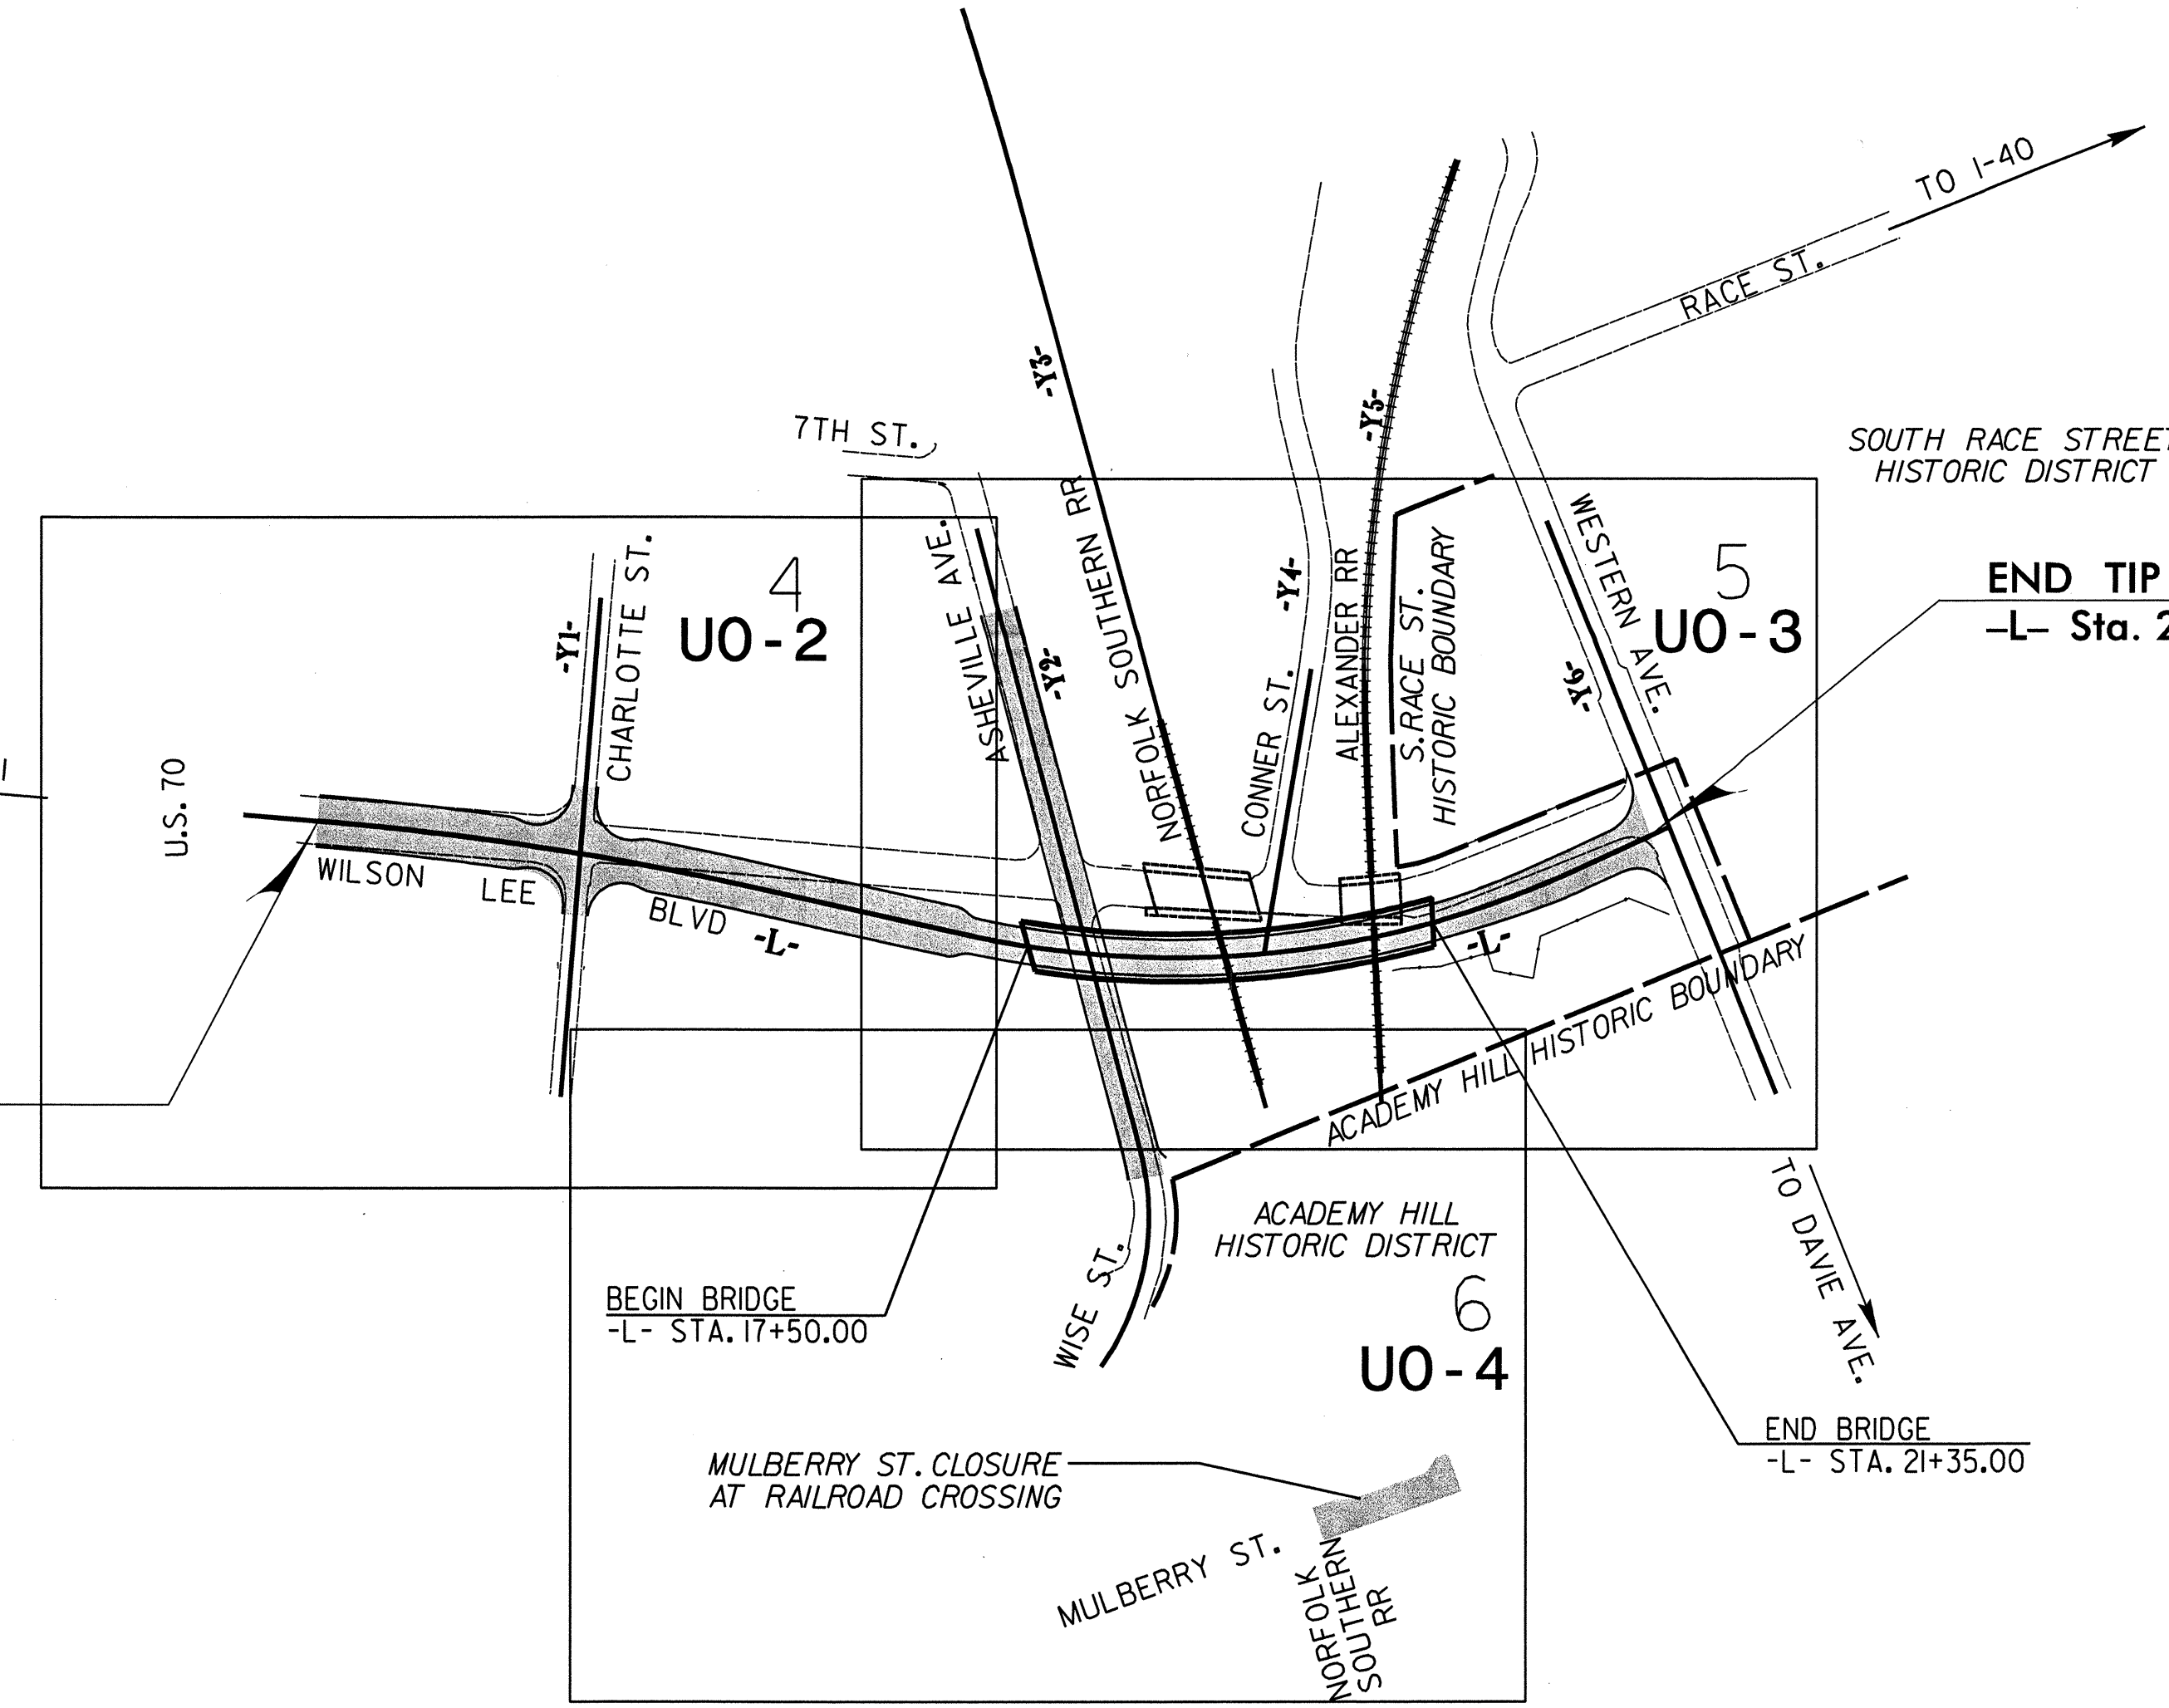 TO I-40
RACE ST.
-Y3-
-Y5-
7TH ST.
SOUTH RACE STREET
HISTORIC DISTRICT
4
UO-2
5
UO-3
END TIP
-L- Sta. 2
CHARLOTTE ST.
-Y1-
ASHEVILLE AVE.
-Y2-
NORFOLK SOUTHERN RR
-Y4-
CONNER ST.
ALEXANDER RR
S. RACE ST.
HISTORIC BOUNDARY
WESTERN AVE.
-Y6-
U.S. 70
WILSON LEE BLVD
-L-
-L-
ACADEMY HILL HISTORIC BOUNDARY
TO DAVIE AVE.
ACADEMY HILL
HISTORIC DISTRICT
6
UO-4
WISE ST.
BEGIN BRIDGE
-L- STA. 17+50.00
END BRIDGE
-L- STA. 21+35.00
MULBERRY ST. CLOSURE
AT RAILROAD CROSSING
MULBERRY ST.
NORFOLK
SOUTHERN
RR